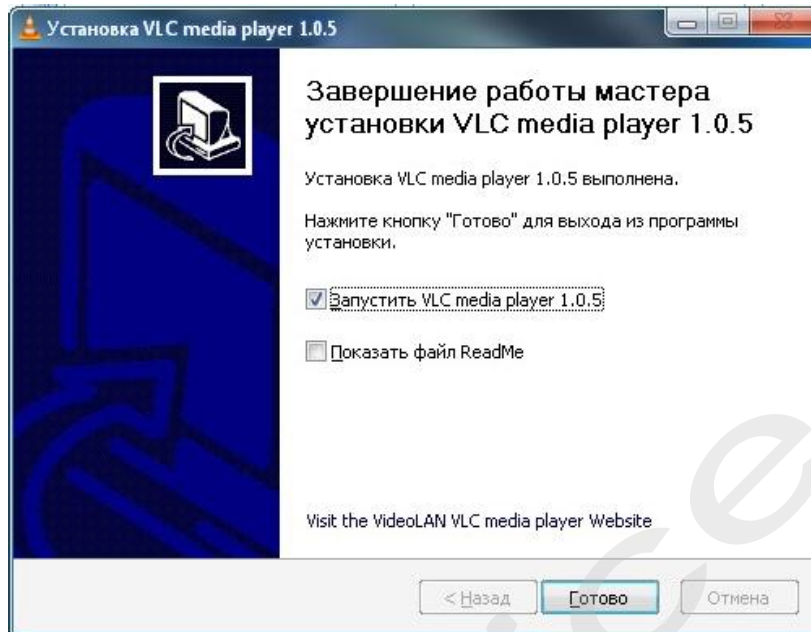 Установка VLC media player 1.0.5
Завершение работы мастера
установки VLC media player 1.0.5
Установка VLC media player 1.0.5 выполнена.
Нажмите кнопку "Готово" для выхода из программы
установки.
Запустить VLC media player 1.0.5
Показать файл ReadMe
Visit the VideoLAN VLC media player Website
< Назад Готово Отмена